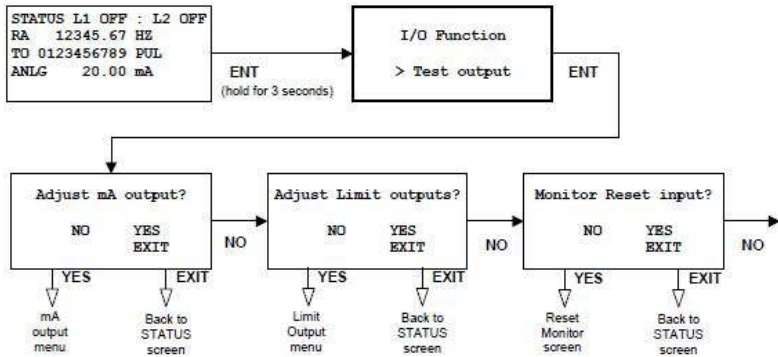 STATUS L1 OFF : L2 OFF
RA 12345.67 HZ
TO 0123456789 PUL
ANLG 20.00 mA
ENT
(hold for 3 seconds)
I/O Function
> Test output
ENT
Adjust mA output?
NO YES
EXIT
NO
YES
EXIT
mA
output
menu
Back to
STATUS
screen
Adjust Limit outputs?
NO YES
EXIT
NO
YES
EXIT
Limit
Output
menu
Back to
STATUS
screen
Monitor Reset input?
NO YES
EXIT
NO
YES
EXIT
Reset
Monitor
screen
Back to
STATUS
screen